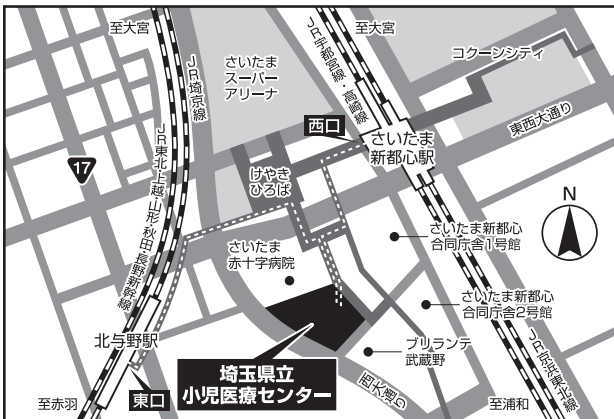 至大宮
至大宮
JR埼京線
JR東北・上越・山形・秋田・長野新幹線
さいたま
スーパー
アリーナ
JR宇都宮線・高崎線
コクーンシティ
東西大通り
西口
さいたま
新都心駅
17
けやき
ひろば
N
さいたま
赤十字病院
さいたま新都心
合同庁舎1号館
さいたま新都心
合同庁舎2号館
ブリランテ
武蔵野
北与野駅
埼玉県立
小児医療センター
東口
西大通り
JR京浜東北線
至赤羽
至浦和